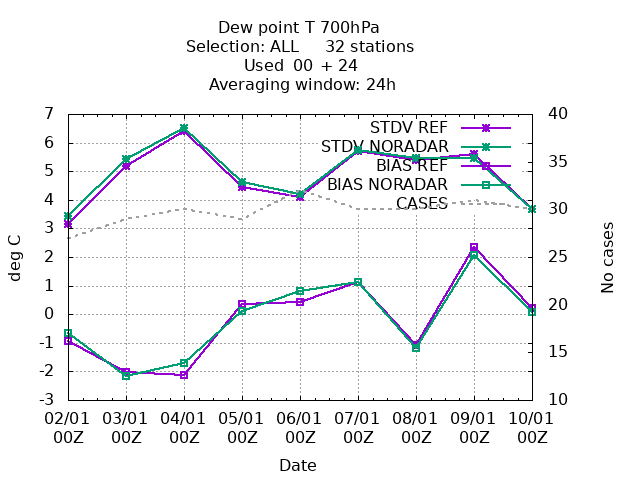 Dew point T 700hPa
Selection: ALL 32 stations
Used 00 + 24
Averaging window: 24h
7
6
5
4
3
2
1
0
-1
-2
-3
deg C
40
35
30
25
20
15
10
No cases
STDV REF
STDV NORADAR
BIAS REF
BIAS NORADAR
CASES
02/01 03/01 04/01 05/01 06/01 07/01 08/01 09/01 10/01
00Z 00Z 00Z 00Z 00Z 00Z 00Z 00Z 00Z
Date